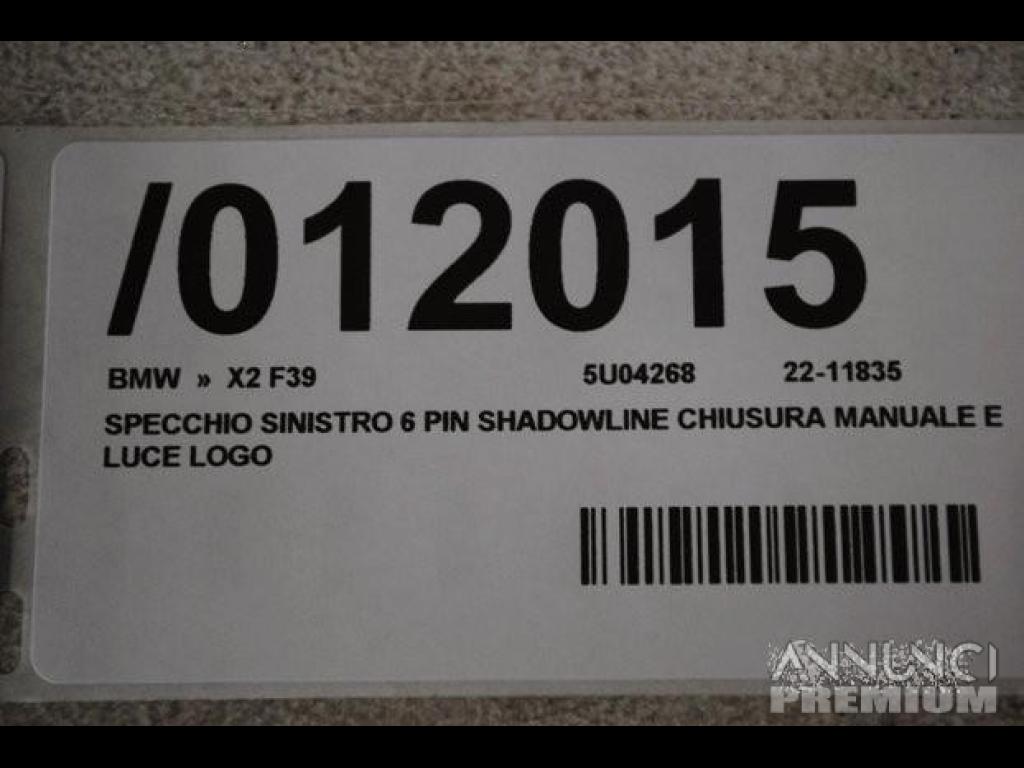 /012015
BMW » X2 F39 5U04268 22-11835
SPECCHIO SINISTRO 6 PIN SHADOWLINE CHIUSURA MANUALE E
LUCE LOGO
ANNUNCI
PREMIUM